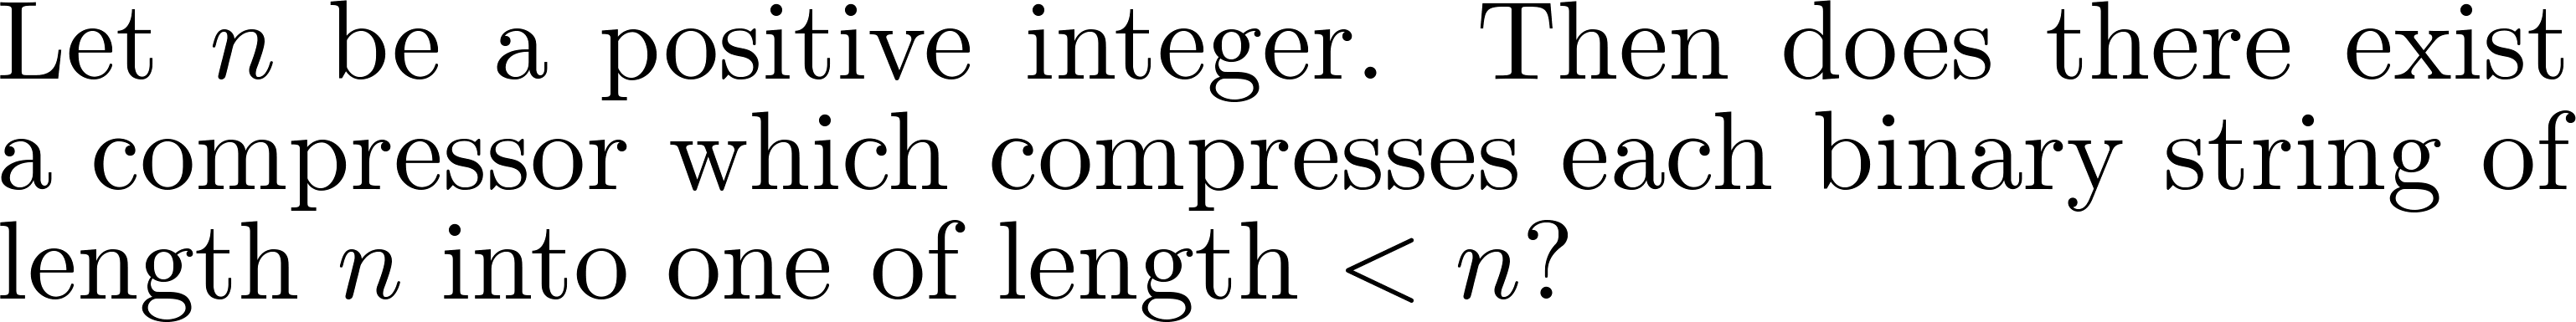 Let n be a positive integer. Then does there exist
a compressor which compresses each binary string of
length n into one of length < n?